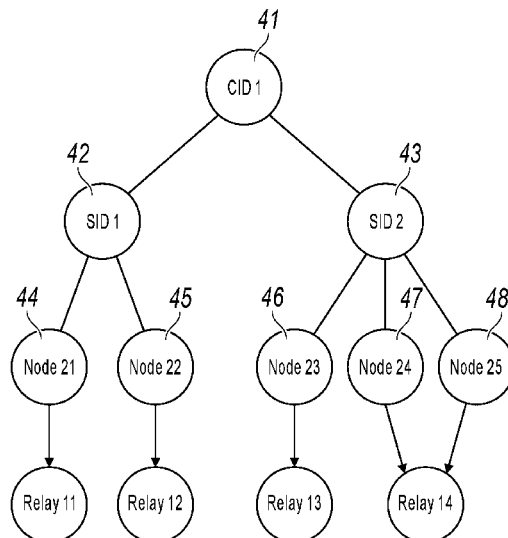 41
CID 1
42
43
SID 1
SID 2
44
45
46
47
48
Node 21
Node 22
Node 23
Node 24
Node 25
Relay 11
Relay 12
Relay 13
Relay 14